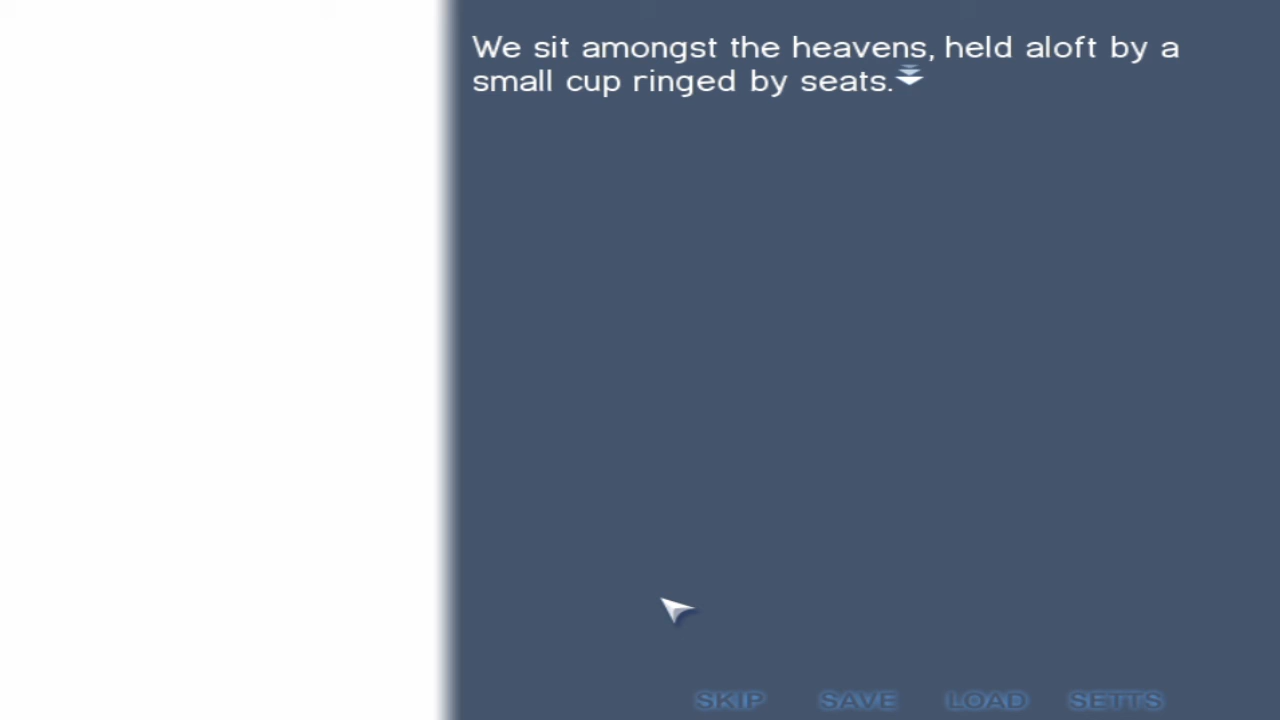 We sit amongst the heavens, held aloft by a
small cup ringed by seats.
SKIP SAVE LOAD SETTS